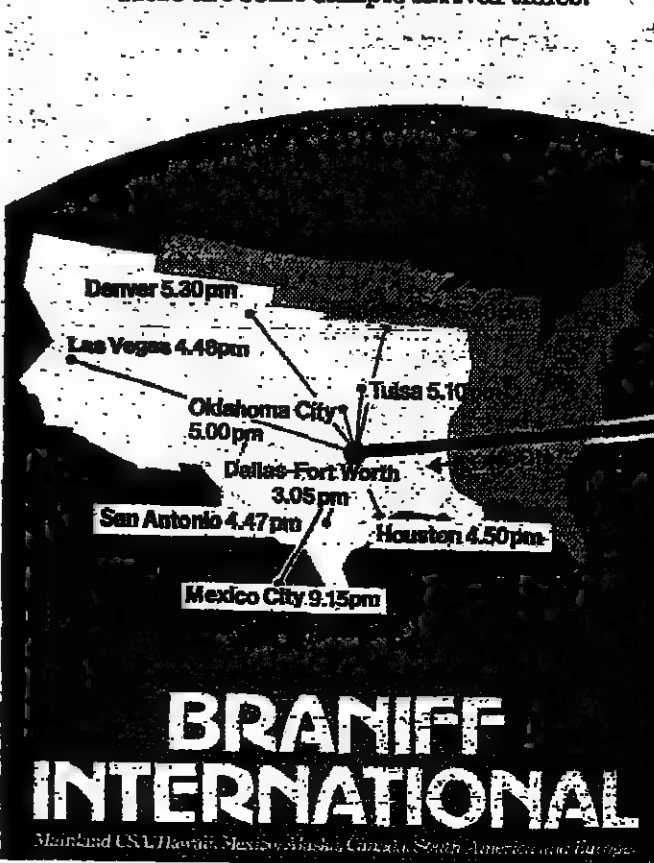 Denver 5.30pm
Las Vegas 4.48pm
Tulsa 5.10
Oklahoma City
5.00pm
Dallas-Fort Worth
3.05pm
San Antonio 4.47pm
Houston 4.50pm
Mexico City 9.15pm
BRANIFF
INTERNATIONAL
Mainland USA, Hawaii, Mexico, Alaska, Canada, South America and Europe